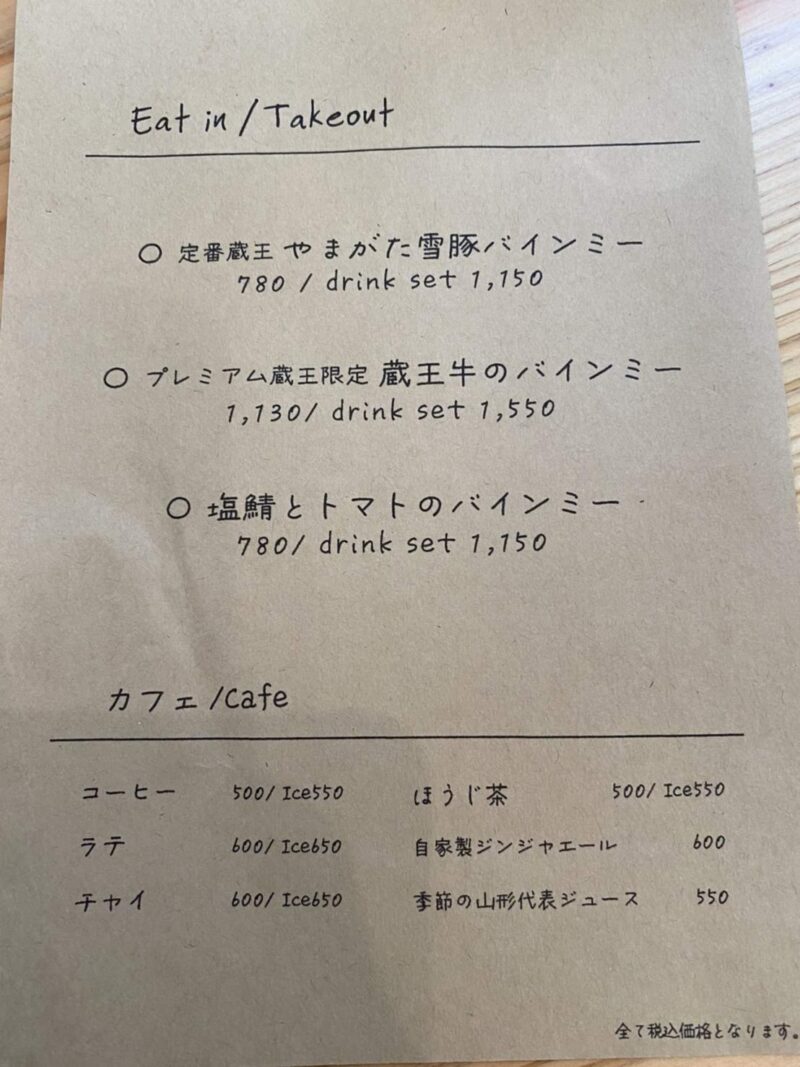 Eat in / Takeout
○ 定番蔵王 やまがた雪豚バインミー
780 / drink set 1,150
○ プレミアム蔵王限定 蔵王牛のバインミー
1,130/ drink set 1,550
○ 塩鯖とトマトのバインミー
780/ drink set 1,150
カフェ/Cafe
コーヒー 500/ Ice550 ほうじ茶 500/ Ice550
ラテ 600/ Ice650 自家製ジンジャエール 600
チャイ 600/ Ice650 季節の山形代表ジュース 550
全て税込価格となります。